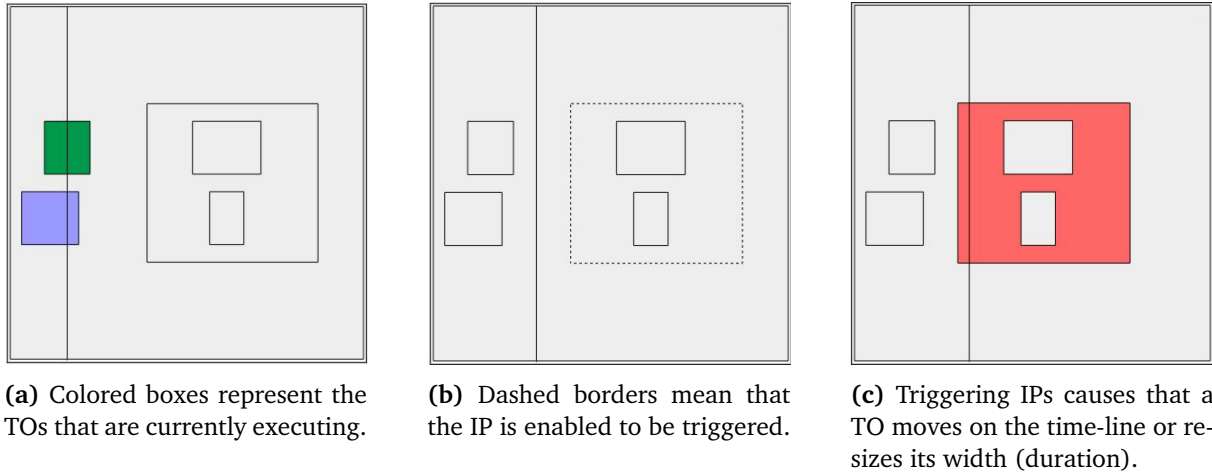 (a) Colored boxes represent the
TOs that are currently executing.
(b) Dashed borders mean that
the IP is enabled to be triggered.
(c) Triggering IPs causes that a
TO moves on the time-line or re-
sizes its width (duration).